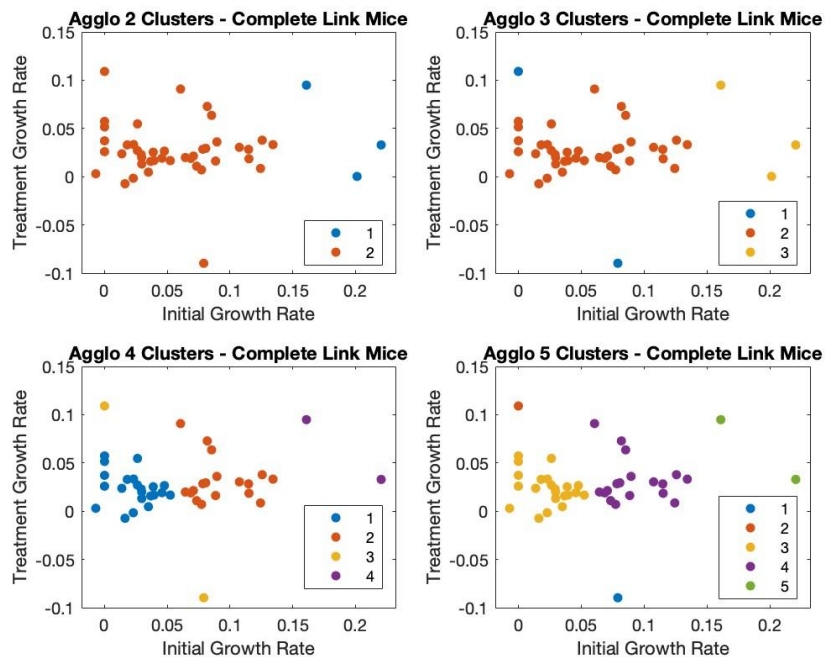 Agglo 2 Clusters - Complete Link Mice
0.15
0.1
0.05
0
-0.05
-0.1
Treatment Growth Rate
0 0.05 0.1 0.15 0.2
Initial Growth Rate
1
2
Agglo 3 Clusters - Complete Link Mice
0.15
0.1
0.05
0
-0.05
-0.1
Treatment Growth Rate
0 0.05 0.1 0.15 0.2
Initial Growth Rate
1
2
3
Agglo 4 Clusters - Complete Link Mice
0.15
0.1
0.05
0
-0.05
-0.1
Treatment Growth Rate
0 0.05 0.1 0.15 0.2
Initial Growth Rate
1
2
3
4
Agglo 5 Clusters - Complete Link Mice
0.15
0.1
0.05
0
-0.05
-0.1
Treatment Growth Rate
0 0.05 0.1 0.15 0.2
Initial Growth Rate
1
2
3
4
5